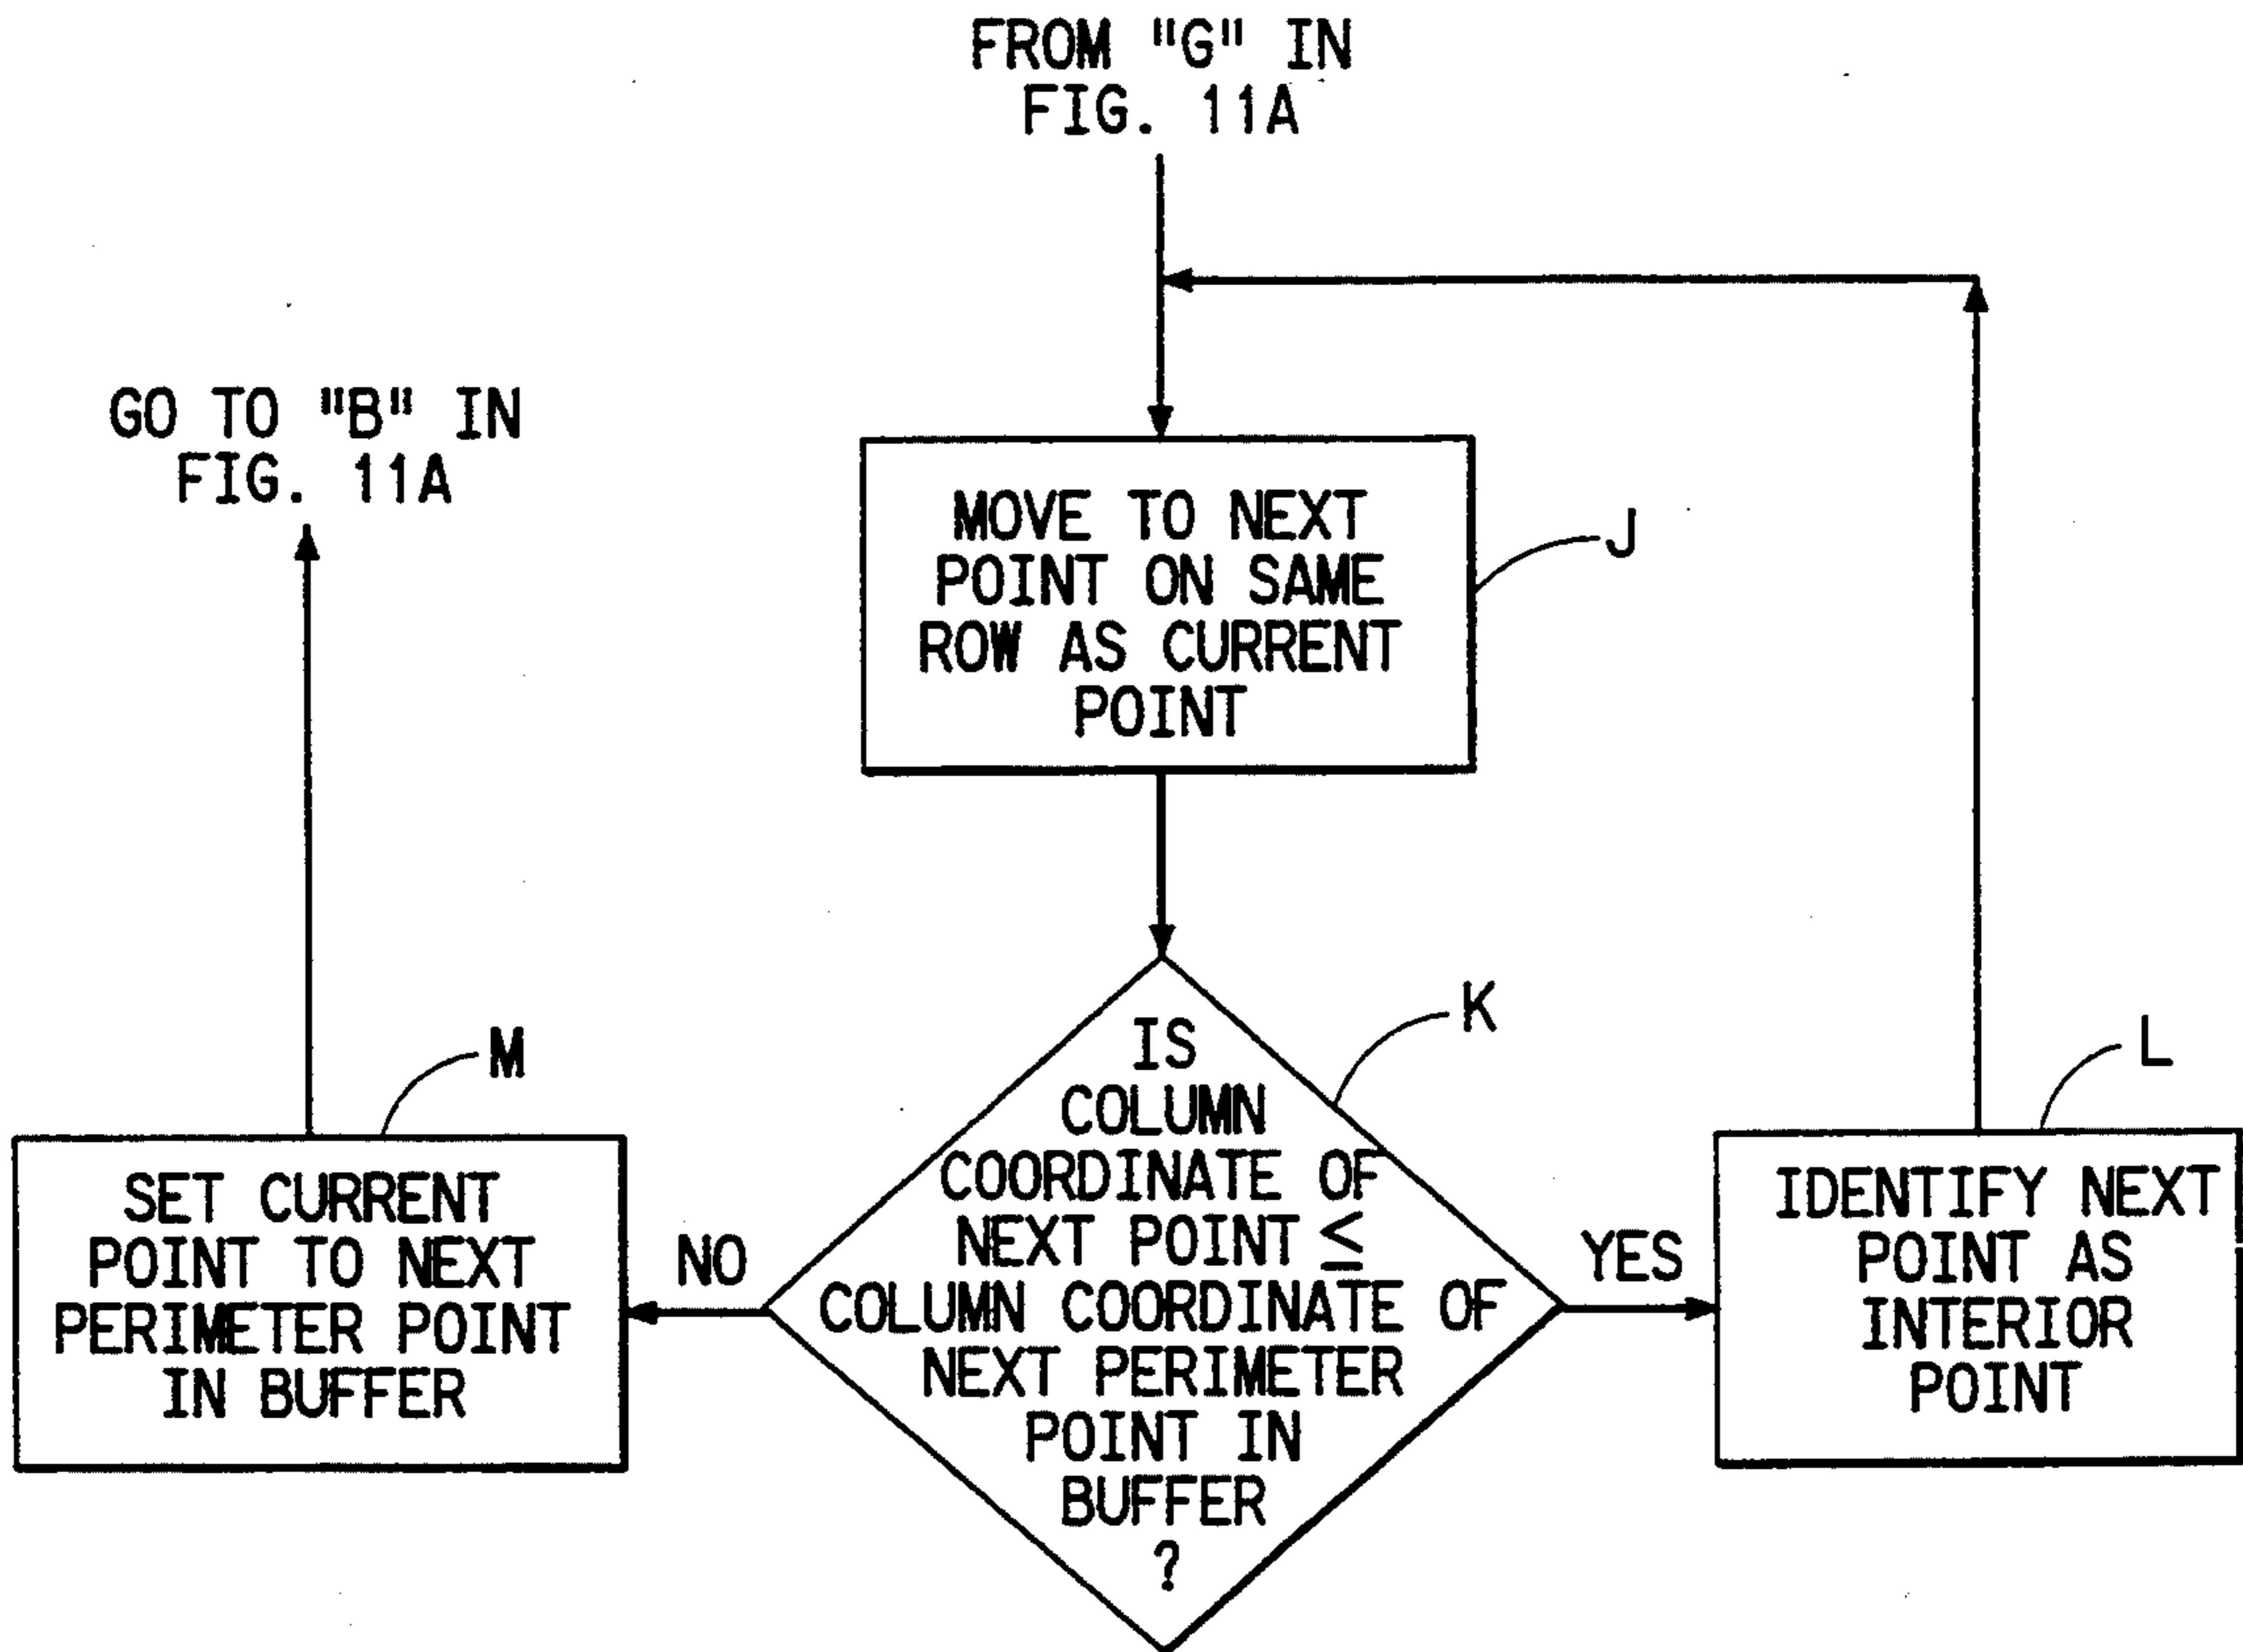 FROM "G" IN
FIG. 11A
GO TO "B" IN
FIG. 11A
MOVE TO NEXT
POINT ON SAME
ROW AS CURRENT
POINT
J
IS
COLUMN
COORDINATE OF
NEXT POINT ≤
COLUMN COORDINATE OF
NEXT PERIMETER
POINT IN
BUFFER
?
K
NO
YES
M
SET CURRENT
POINT TO NEXT
PERIMETER POINT
IN BUFFER
L
IDENTIFY NEXT
POINT AS
INTERIOR
POINT